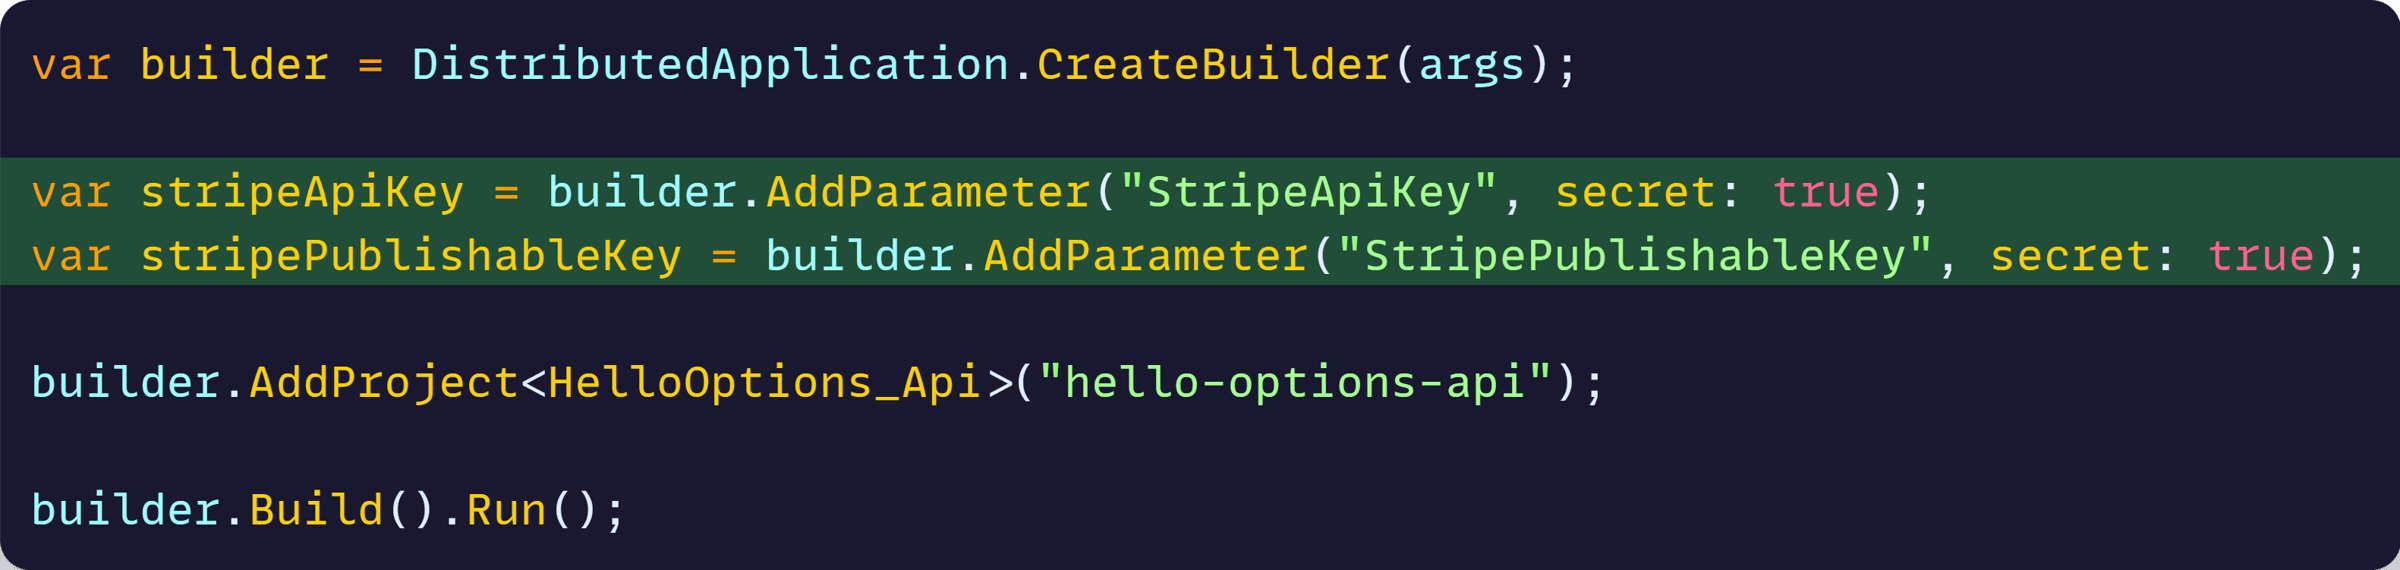 var builder = DistributedApplication.CreateBuilder(args);
var stripeApiKey = builder.AddParameter("StripeApiKey", secret: true);
var stripePublishableKey = builder.AddParameter("StripePublishableKey", secret: true);
builder.AddProject<HelloOptions_Api>("hello-options-api");
builder.Build().Run();